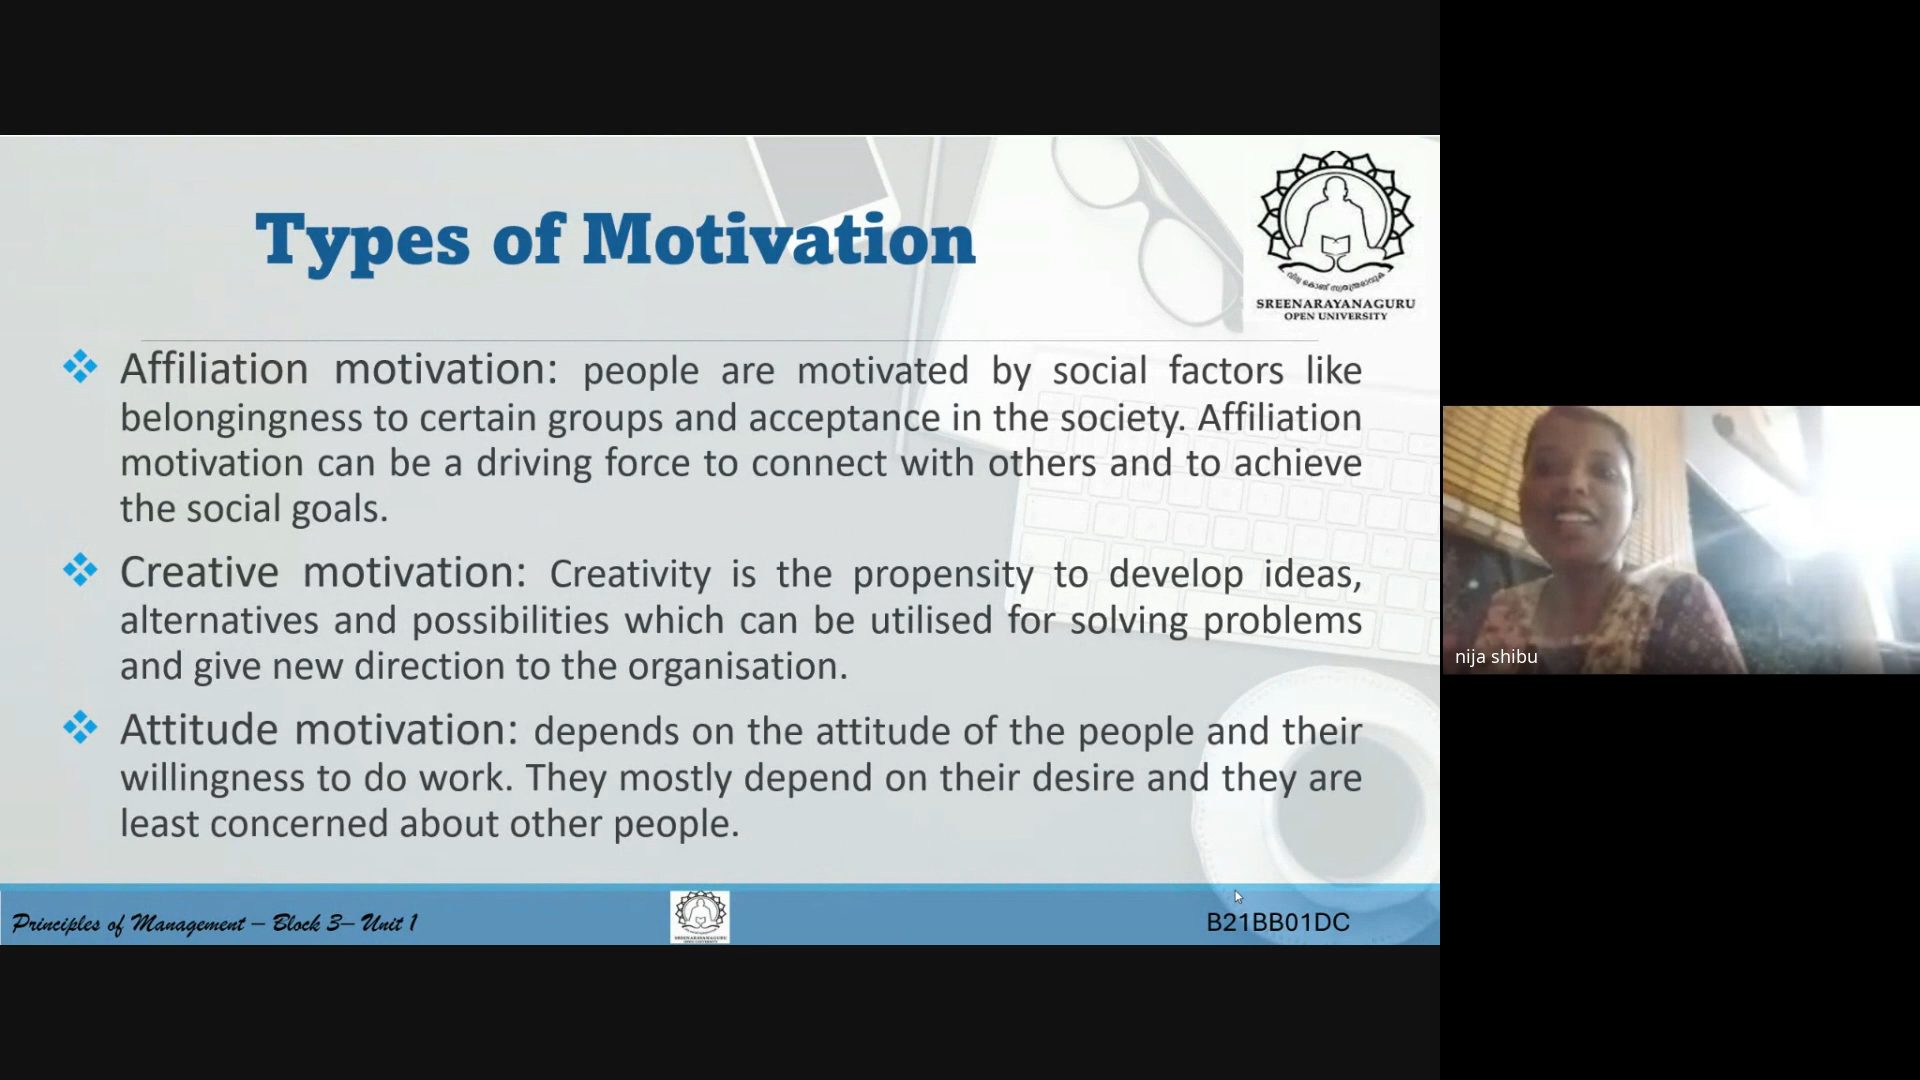 Types of Motivation
SREENARAYANAGURU
OPEN UNIVERSITY
Affiliation motivation: people are motivated by social factors like
belongingness to certain groups and acceptance in the society. Affiliation
motivation can be a driving force to connect with others and to achieve
the social goals.
Creative motivation: Creativity is the propensity to develop ideas,
alternatives and possibilities which can be utilised for solving problems
and give new direction to the organisation.
Attitude motivation: depends on the attitude of the people and their
willingness to do work. They mostly depend on their desire and they are
least concerned about other people.
nija shibu
Principles of Management – Block 3– Unit 1
B21BB01DC